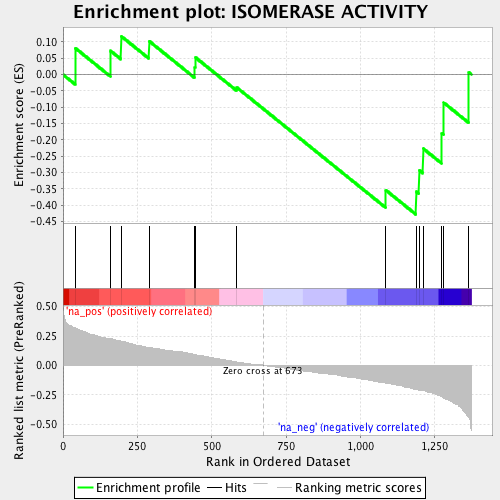 Enrichment plot: ISOMERASE ACTIVITY
Enrichment score (ES)
0.10
0.05
0.00
-0.05
-0.10
-0.15
-0.20
-0.25
-0.30
-0.35
-0.40
-0.45
Ranked list metric (PreRanked)
'na_pos' (positively correlated)
0.50
0.25
0.00
-0.25
-0.50
Zero cross at 673
'na_neg' (negatively correlated)
0 250 500 750 1,000 1,250
Rank in Ordered Dataset
Enrichment profile Hits Ranking metric scores